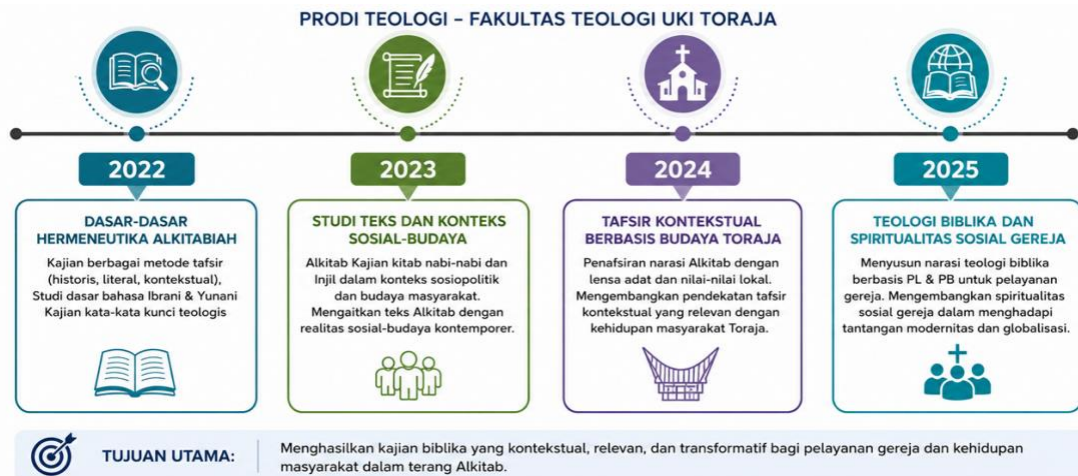 PRODI TEOLOGI – FAKULTAS TEOLOGI UKI TORAJA
2022
DASAR-DASAR
HERMENEUTIKA ALKITABIAH
Kajian berbagai metode tafsir
(historis, literal, kontekstual),
Studi dasar bahasa Ibrani & Yunani
Kajian kata-kata kunci teologis
2023
STUDI TEKS DAN KONTEKS
SOSIAL-BUDAYA
Alkitab Kajian kitab nabi-nabi dan
Injil dalam konteks sosiopolitik
dan budaya masyarakat.
Mengaitkan teks Alkitab dengan
realitas sosial-budaya kontemporer.
2024
TAFSIR KONTEKSTUAL
BERBASIS BUDAYA TORAJA
Penafsiran narasi Alkitab dengan
lensa adat dan nilai-nilai lokal.
Mengembangkan pendekatan tafsir
kontekstual yang relevan dengan
kehidupan masyarakat Toraja.
2025
TEOLOGI BIBLIKA DAN
SPIRITUALITAS SOSIAL GEREJA
Menyusun narasi teologi biblika
berbasis PL & PB untuk pelayanan
gereja. Mengembangkan spiritualitas
sosial gereja dalam menghadapi
tantangan modernitas dan globalisasi.
TUJUAN UTAMA:
Menghasilkan kajian biblika yang kontekstual, relevan, dan transformatif bagi pelayanan gereja dan kehidupan
masyarakat dalam terang Alkitab.